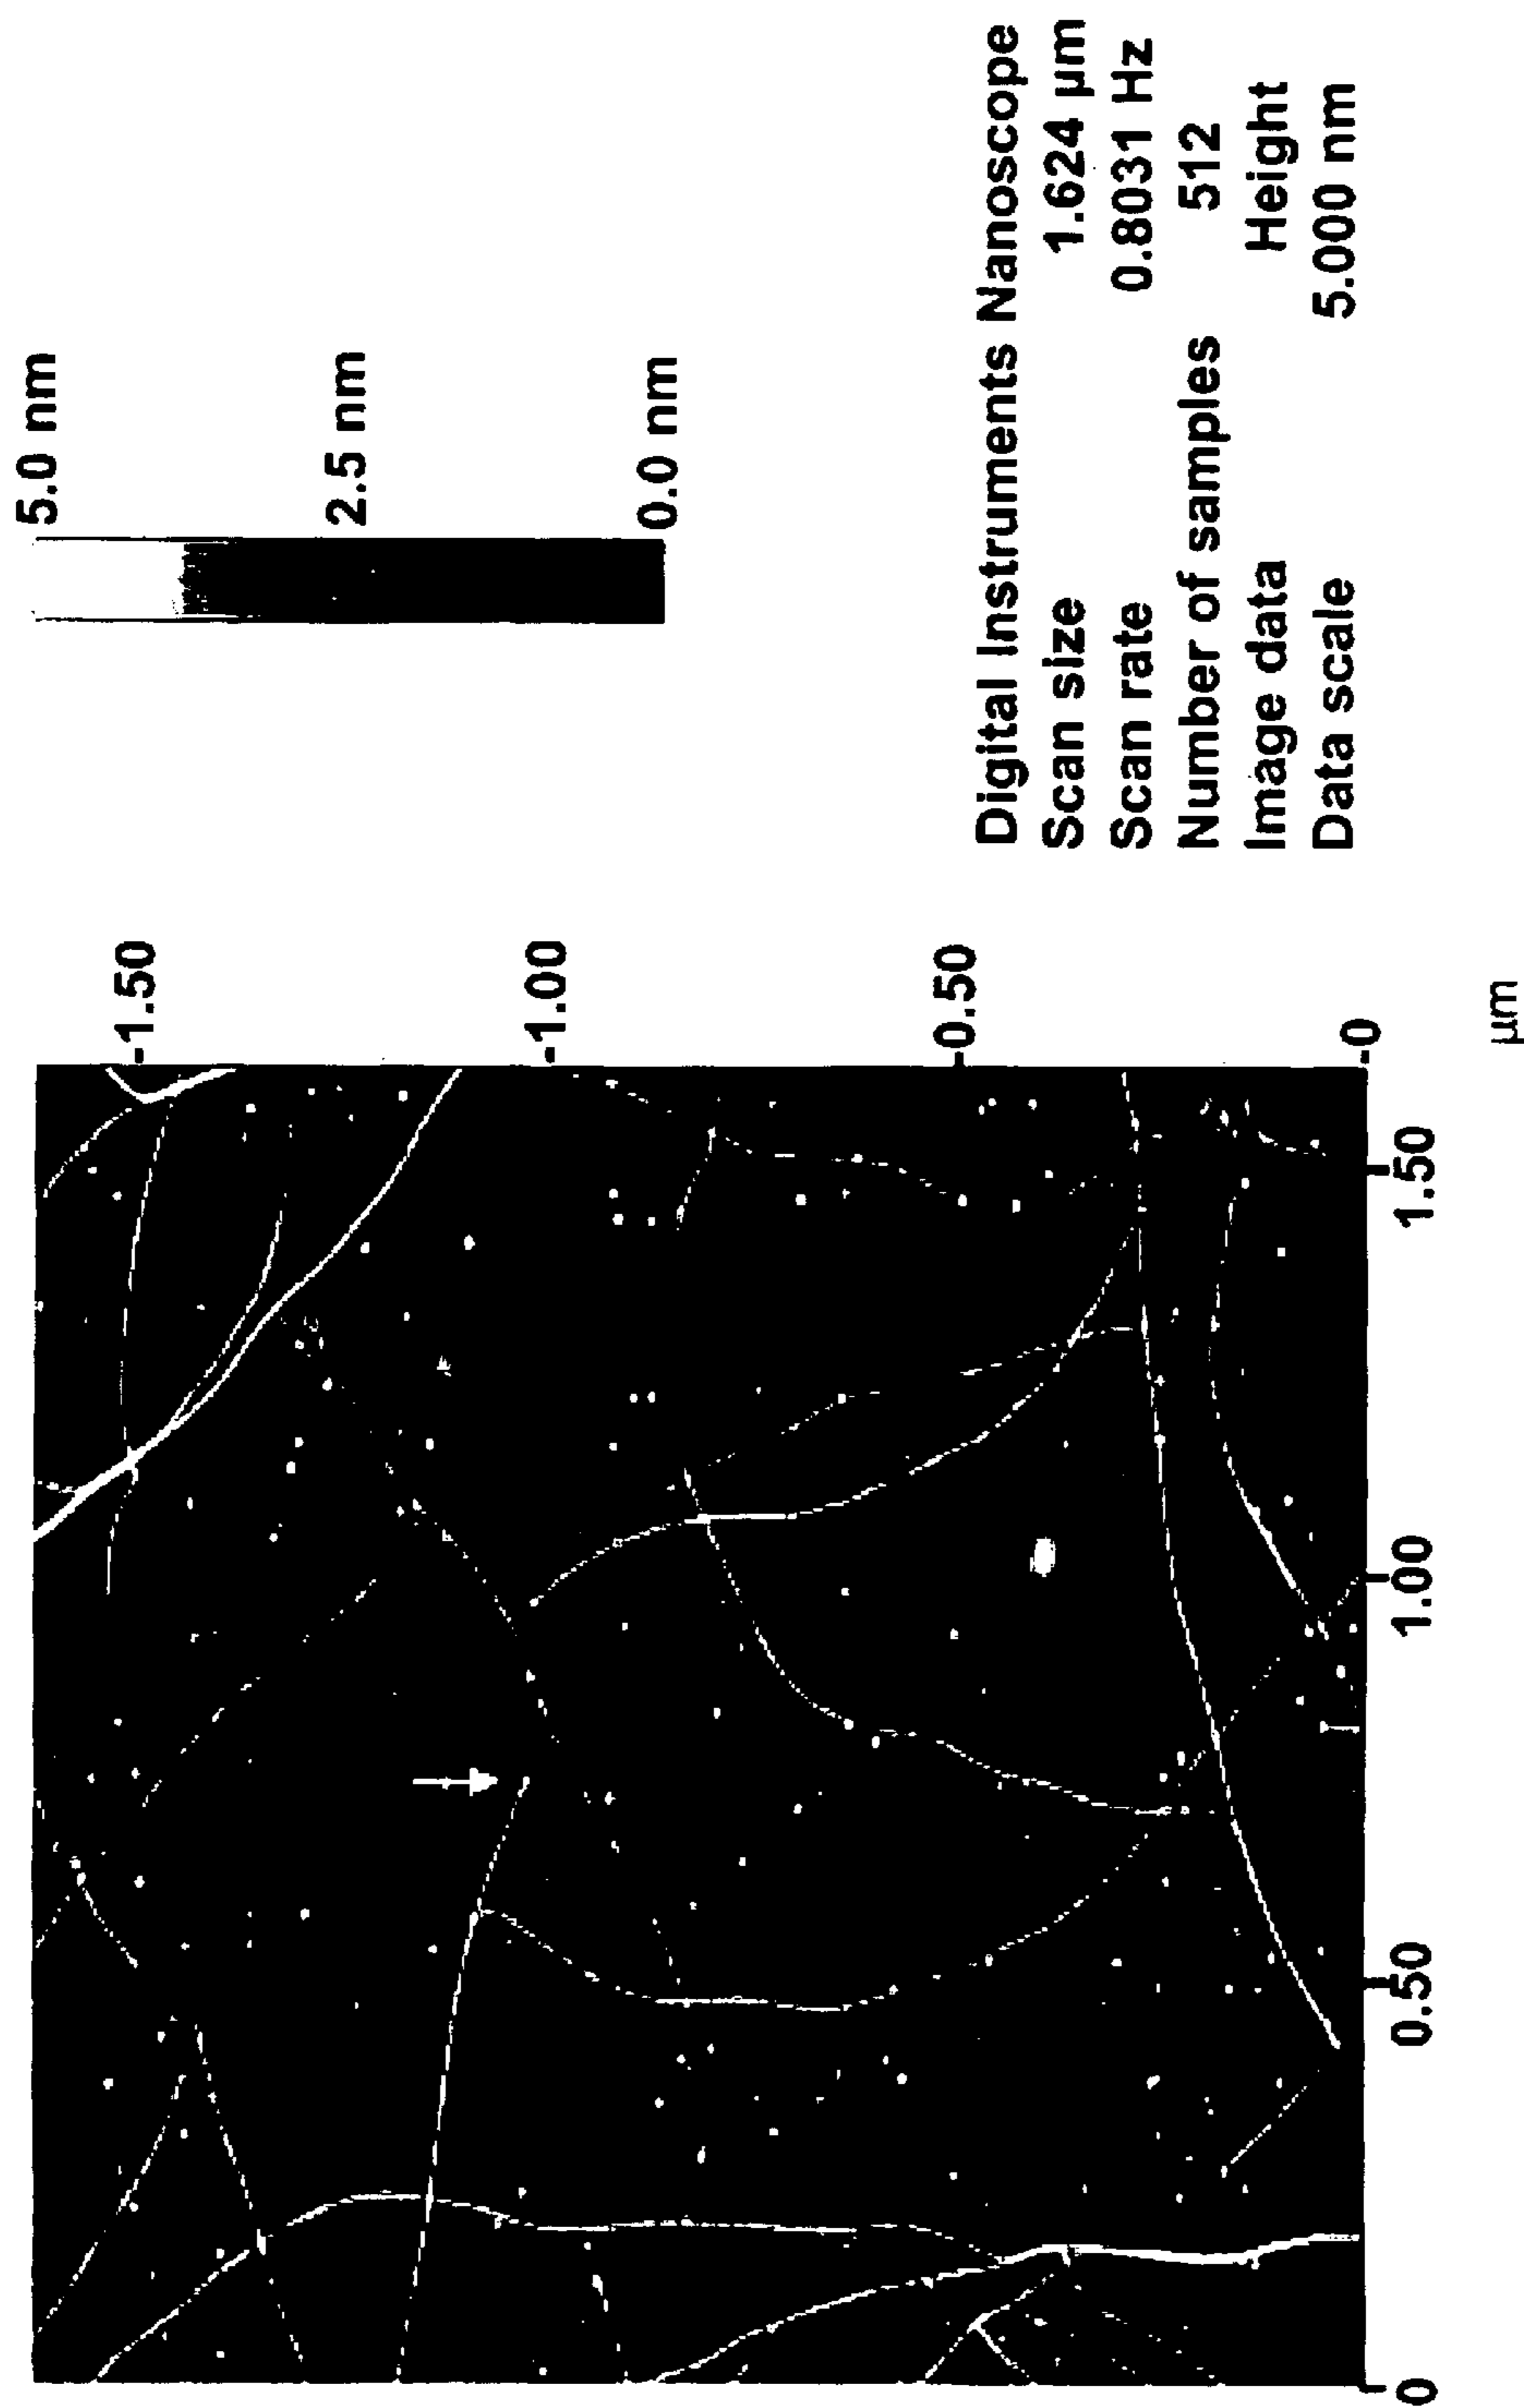 5.0 nm
2.5 nm
0.0 nm
Digital Instruments Nanoscope
Scan size 1.624 µm
Scan rate 0.8031 Hz
Number of samples 512
Image data Height
Data scale 5.000 nm
-1.50
-1.00
-0.50
-0
µm
0
0.50
1.00
1.50